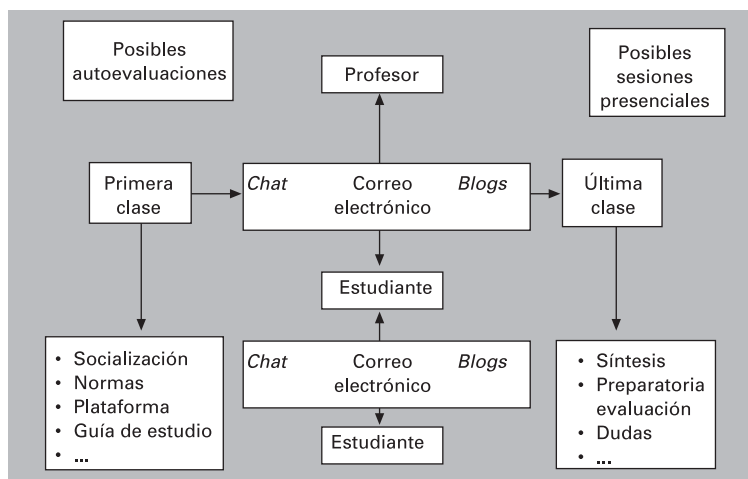 Posibles
autoevaluaciones
Profesor
Posibles
sesiones
presenciales
Primera
clase
Chat Correo Blogs
electrónico
Última
clase
Estudiante
Chat Correo Blogs
electrónico
Estudiante
• Socialización
• Normas
• Plataforma
• Guía de estudio
• ...
• Síntesis
• Preparatoria
evaluación
• Dudas
• ...